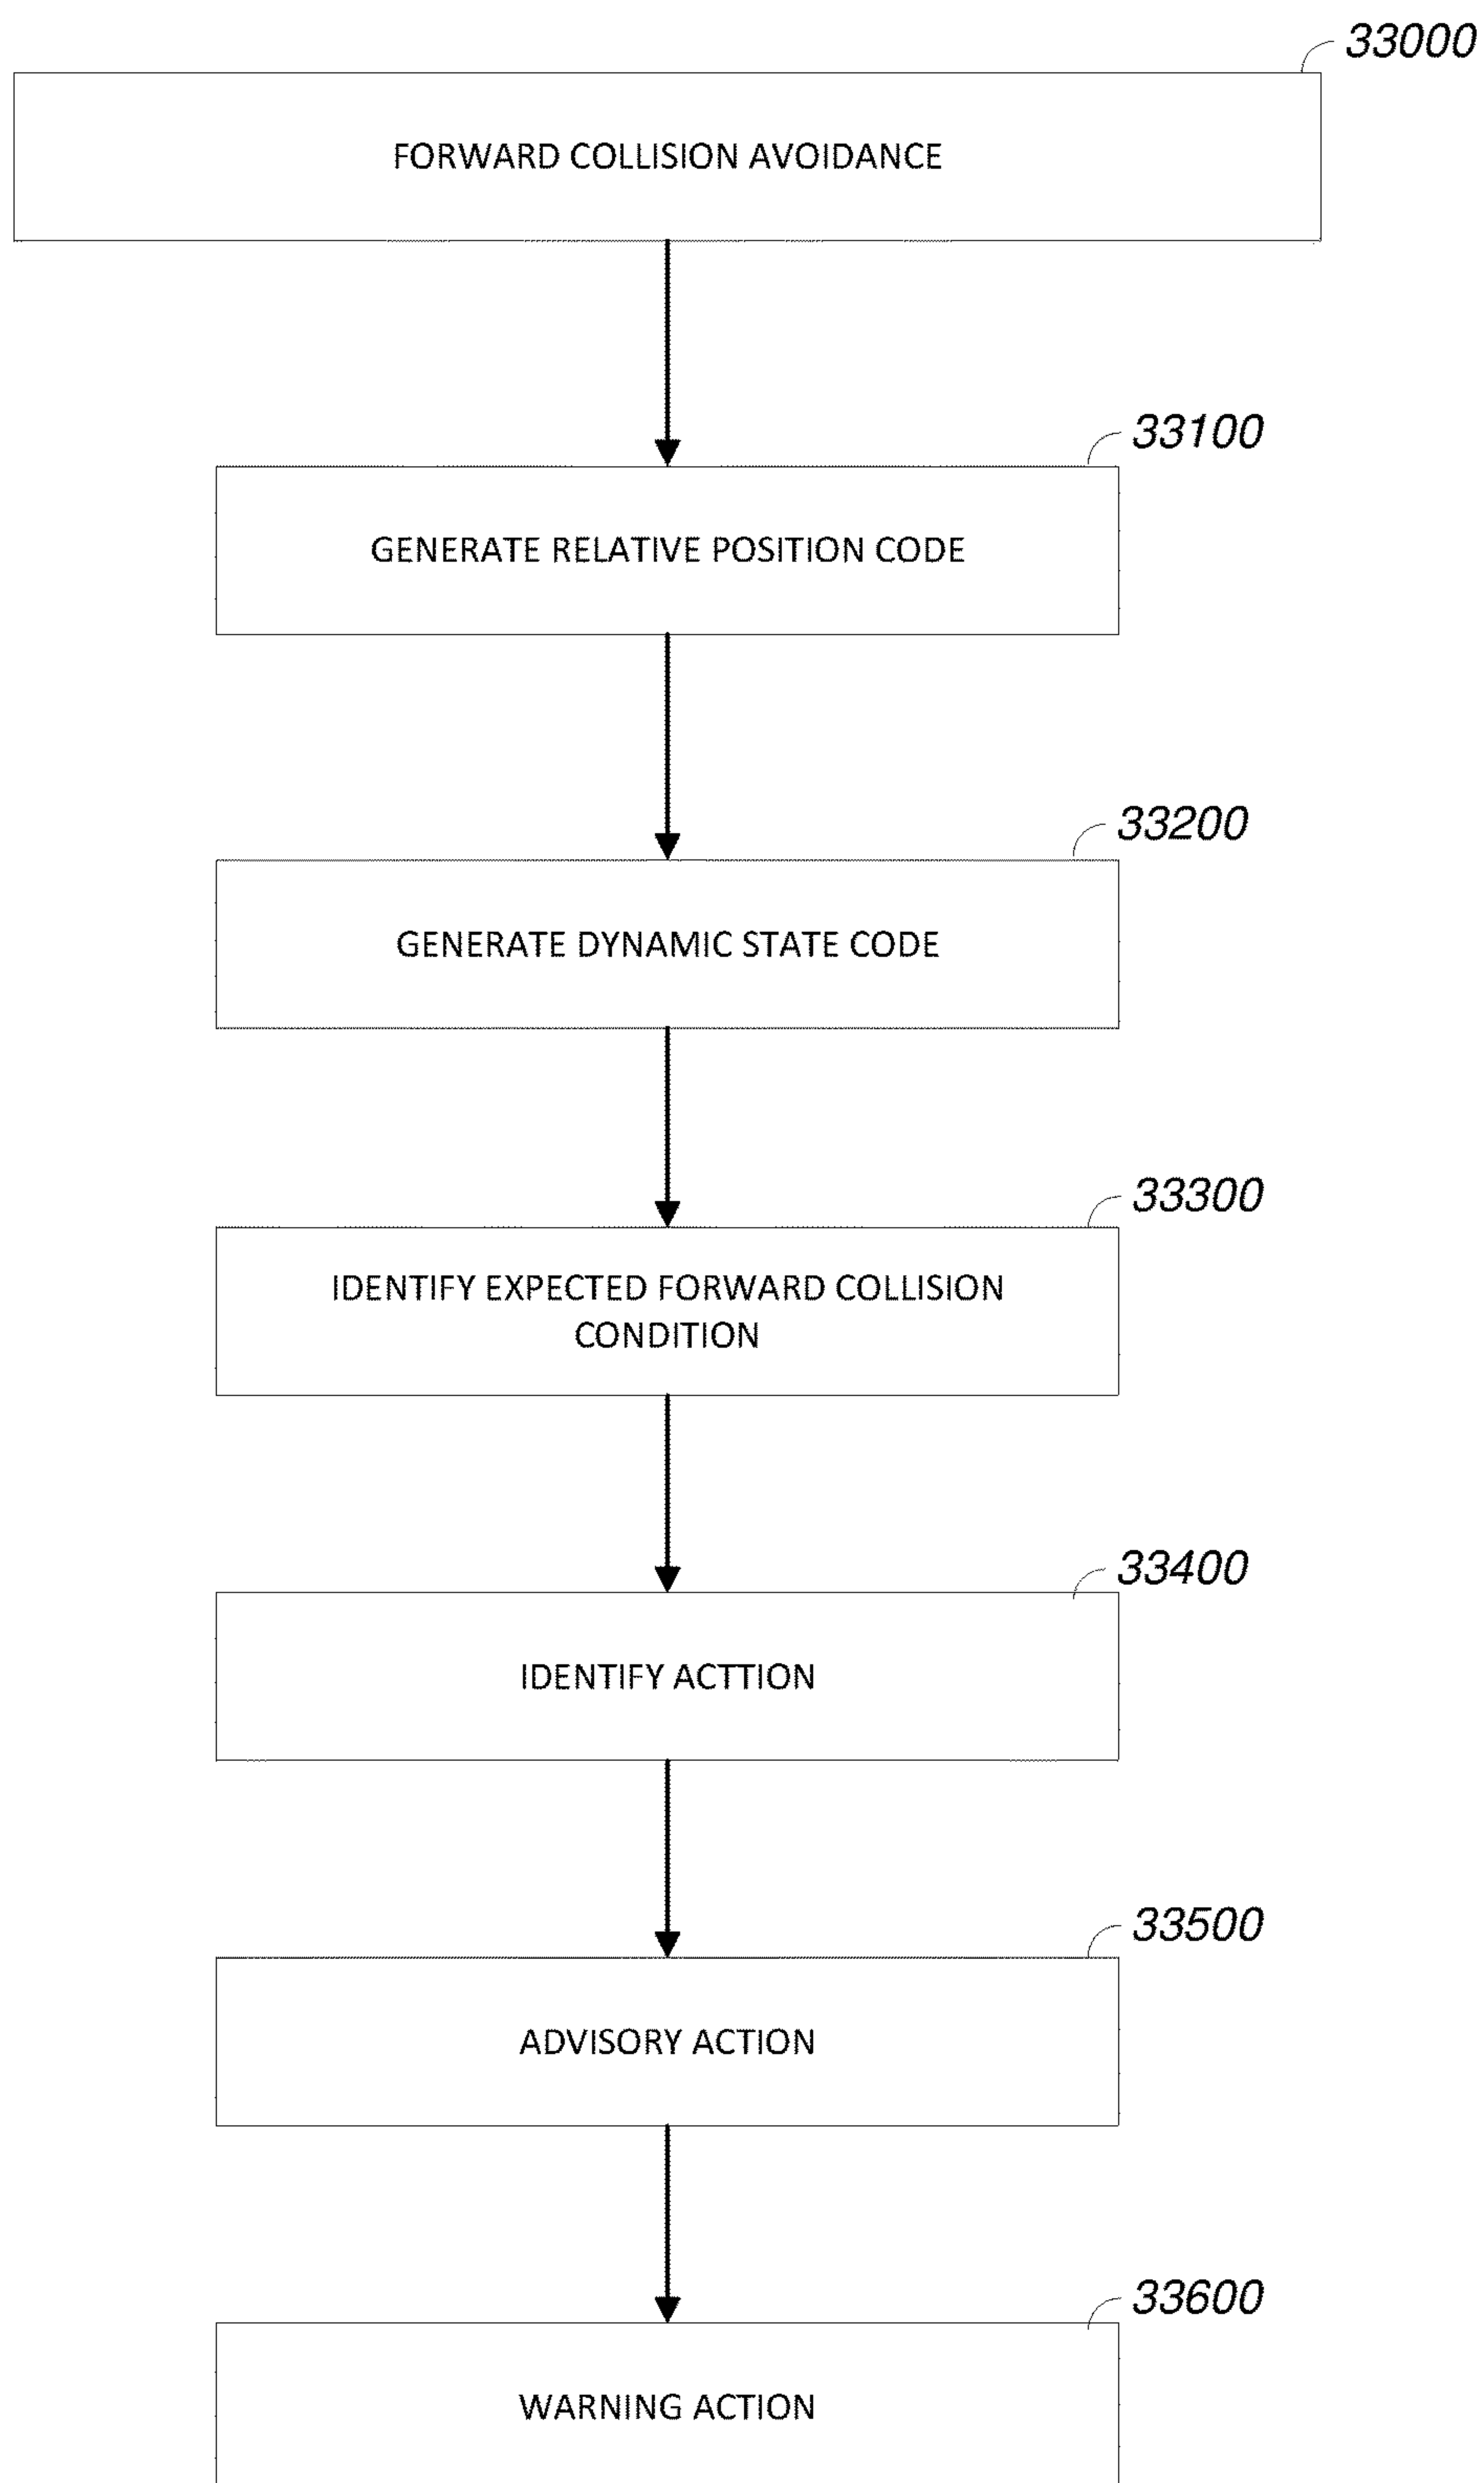 33000
FORWARD COLLISION AVOIDANCE
33100
GENERATE RELATIVE POSITION CODE
33200
GENERATE DYNAMIC STATE CODE
33300
IDENTIFY EXPECTED FORWARD COLLISION
CONDITION
33400
IDENTIFY ACTTION
33500
ADVISORY ACTION
33600
WARNING ACTION